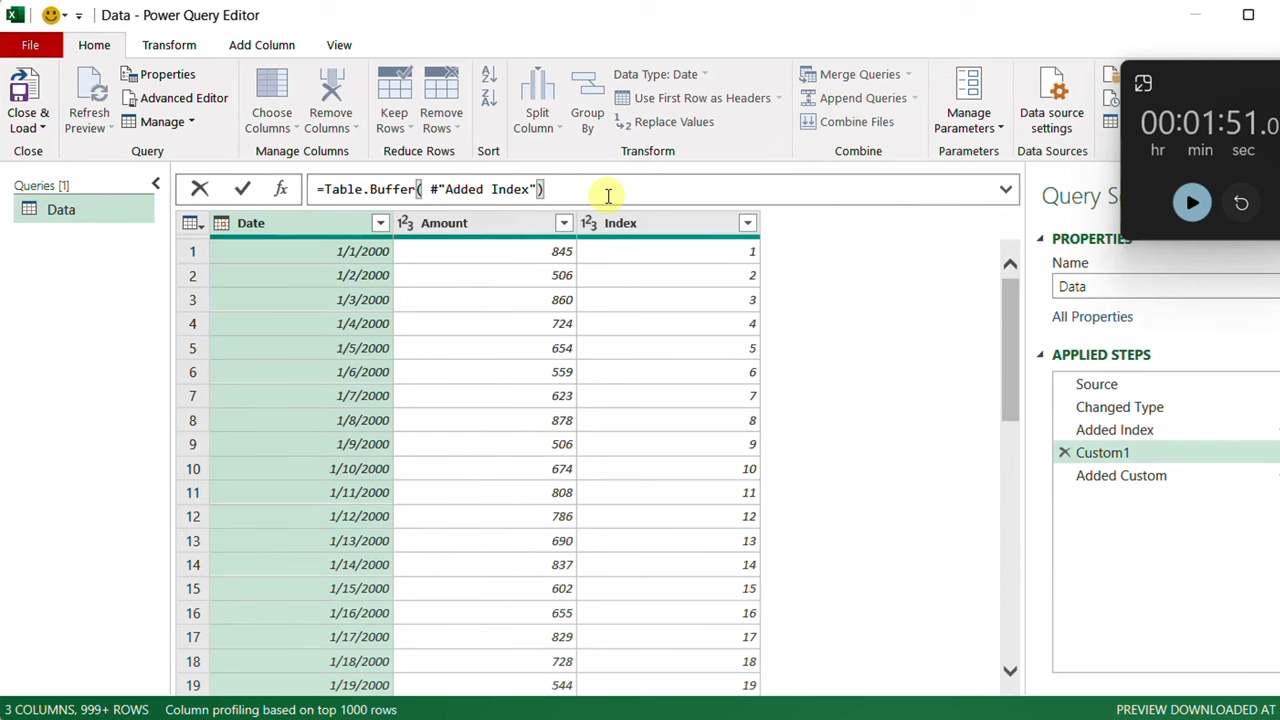 Data - Power Query Editor
File Home Transform Add Column View
Close & Load
Refresh Preview
Properties
Advanced Editor
Manage
Choose Columns
Remove Columns
Keep Rows
Remove Rows
Split Column
Group By
Data Type: Date
Use First Row as Headers
1→2 Replace Values
Merge Queries
Append Queries
Combine Files
Manage Parameters
Data source settings
Close Query Manage Columns Reduce Rows Sort Transform Combine Parameters Data Sources
00:01:51.0
hr min sec
Queries [1]
Data
fx =Table.Buffer( #"Added Index")
Date 1²3 Amount 1²3 Index
1 1/1/2000 845 1
2 1/2/2000 506 2
3 1/3/2000 860 3
4 1/4/2000 724 4
5 1/5/2000 654 5
6 1/6/2000 559 6
7 1/7/2000 623 7
8 1/8/2000 878 8
9 1/9/2000 506 9
10 1/10/2000 674 10
11 1/11/2000 808 11
12 1/12/2000 786 12
13 1/13/2000 690 13
14 1/14/2000 837 14
15 1/15/2000 602 15
16 1/16/2000 655 16
17 1/17/2000 829 17
18 1/18/2000 728 18
19 1/19/2000 544 19
Query
PROPERTIES
Name
Data
All Properties
APPLIED STEPS
Source
Changed Type
Added Index
Custom1
Added Custom
3 COLUMNS, 999+ ROWS Column profiling based on top 1000 rows PREVIEW DOWNLOADED AT